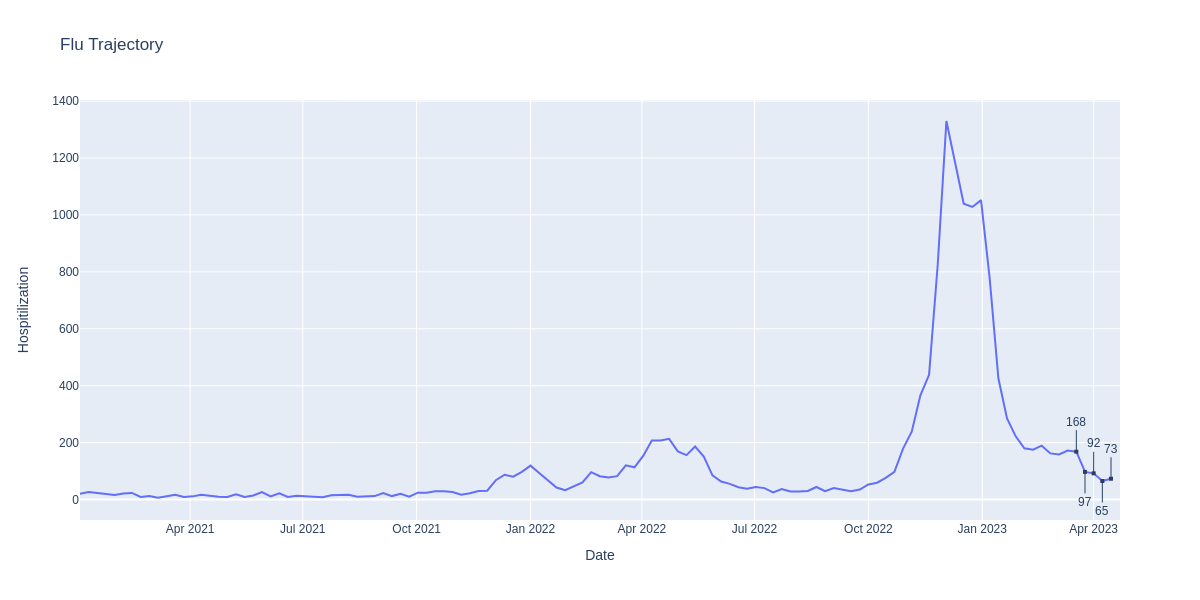 Flu Trajectory
1400
1200
1000
800
600
400
200
0
Hospitilization
168
92
73
97
65
Apr 2021
Jul 2021
Oct 2021
Jan 2022
Apr 2022
Jul 2022
Oct 2022
Jan 2023
Apr 2023
Date